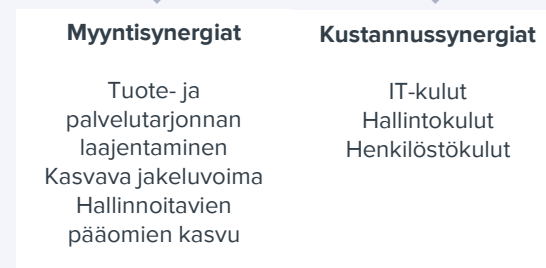 Myyntisynergiat
Tuote- ja
palvelutarjonnan
laajentaminen
Kasvava jakeluvoima
Hallinnoitavien
pääomien kasvu
Kustannussynergiat
IT-kulut
Hallintokulut
Henkilöstökulut